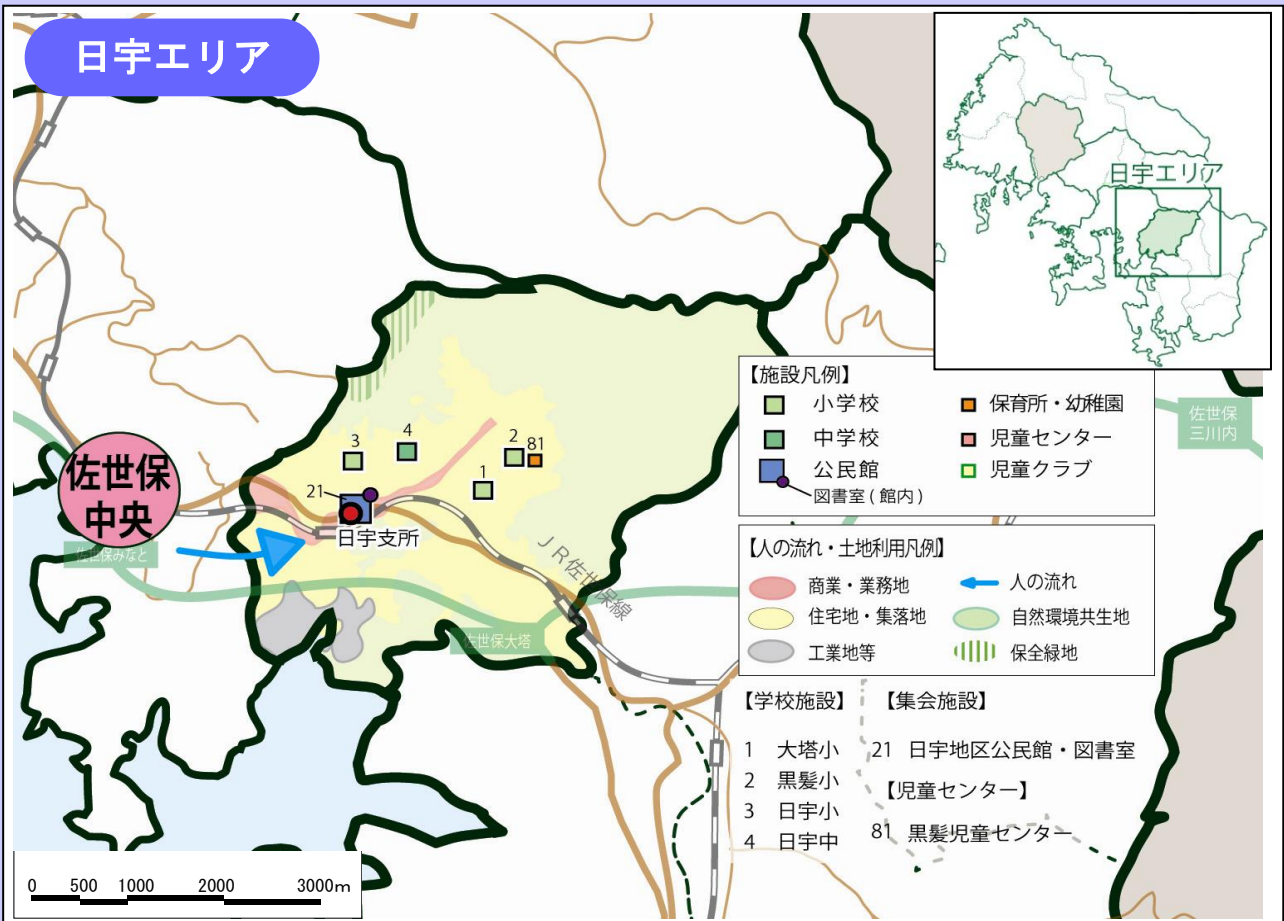 日宇エリア
日宇エリア
佐世保
中央
佐世保みなと
3
4
2
81
1
21
日宇支所
JR佐世保線
佐世保大塔
佐世保
三川内
【施設凡例】
小学校
中学校
公民館
図書室(館内)
保育所・幼稚園
児童センター
児童クラブ
【人の流れ・土地利用凡例】
商業・業務地
住宅地・集落地
工業地等
人の流れ
自然環境共生地
保全緑地
【学校施設】
1 大塔小
2 黒髪小
3 日宇小
4 日宇中
【集会施設】
21 日宇地区公民館・図書室
【児童センター】
81 黒髪児童センター
0 500 1000 2000 3000m